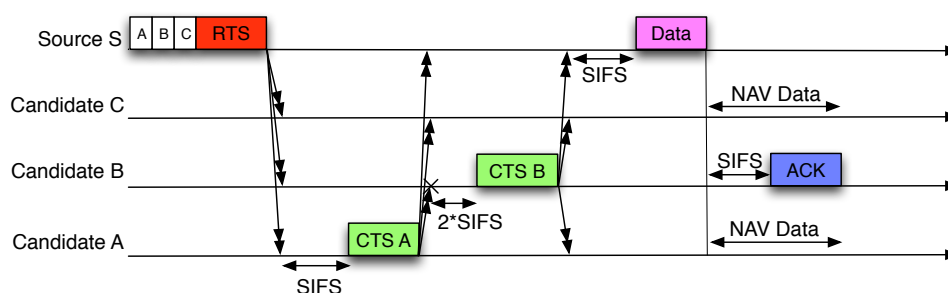 Source S A B C RTS Data
SIFS
Candidate C NAV Data
Candidate B CTS B SIFS ACK
2*SIFS
Candidate A CTS A NAV Data
SIFS